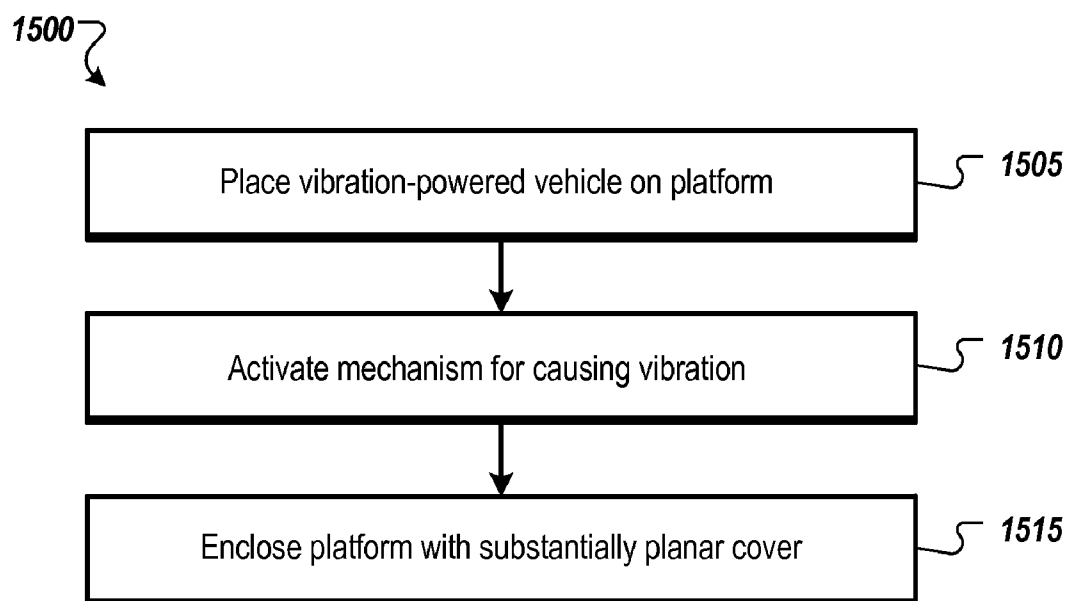 1500
Place vibration-powered vehicle on platform
1505
Activate mechanism for causing vibration
1510
Enclose platform with substantially planar cover
1515